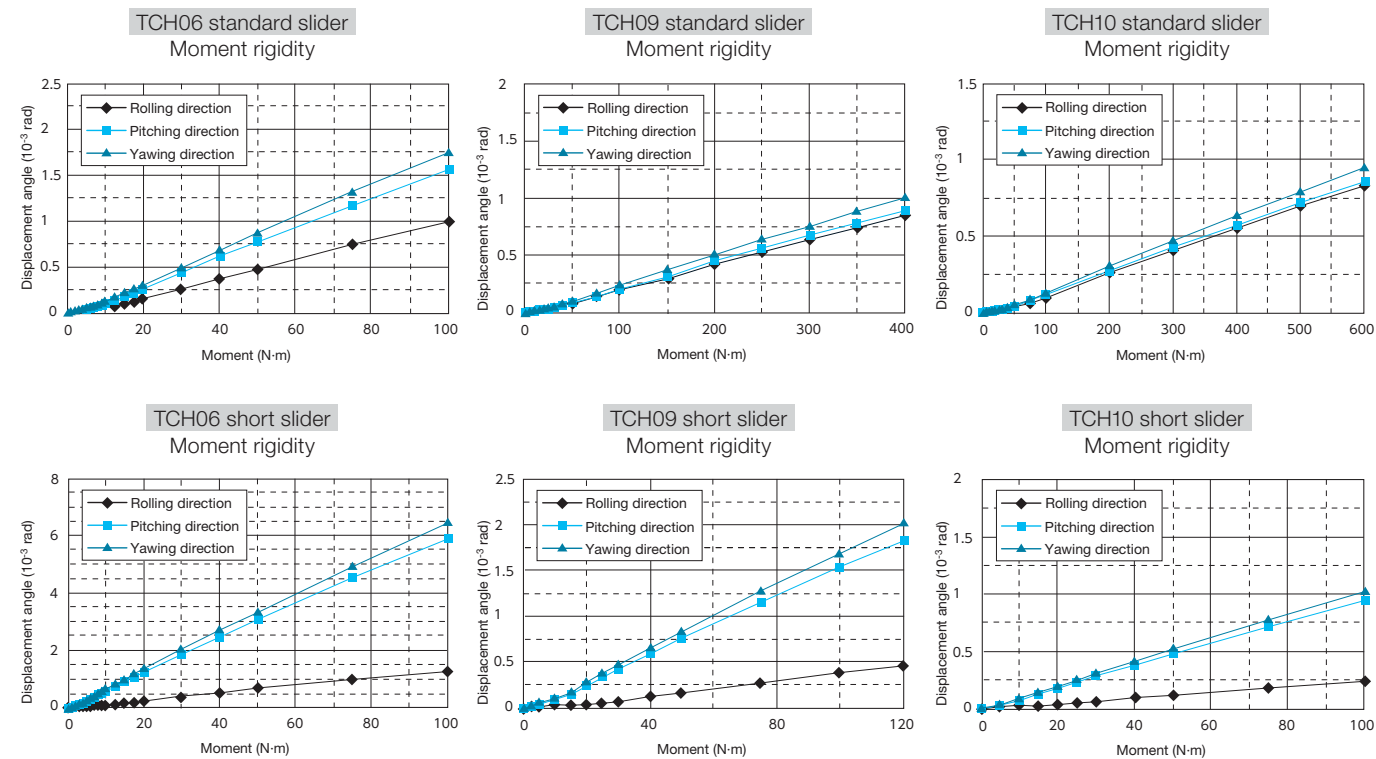 TCH06 standard slider
Moment rigidity
2.5
2
1.5
1
0.5
0
Displacement angle (10⁻³ rad)
Rolling direction
Pitching direction
Yawing direction
0 20 40 60 80 100
Moment (N·m)
TCH09 standard slider
Moment rigidity
2
1.5
1
0.5
0
Displacement angle (10⁻³ rad)
Rolling direction
Pitching direction
Yawing direction
0 100 200 300 400
Moment (N·m)
TCH10 standard slider
Moment rigidity
1.5
1
0.5
0
Displacement angle (10⁻³ rad)
Rolling direction
Pitching direction
Yawing direction
0 100 200 300 400 500 600
Moment (N·m)
TCH06 short slider
Moment rigidity
8
6
4
2
0
Displacement angle (10⁻³ rad)
Rolling direction
Pitching direction
Yawing direction
0 20 40 60 80 100
Moment (N·m)
TCH09 short slider
Moment rigidity
2.5
2
1.5
1
0.5
0
Displacement angle (10⁻³ rad)
Rolling direction
Pitching direction
Yawing direction
0 40 80 120
Moment (N·m)
TCH10 short slider
Moment rigidity
2
1.5
1
0.5
0
Displacement angle (10⁻³ rad)
Rolling direction
Pitching direction
Yawing direction
0 20 40 60 80 100
Moment (N·m)